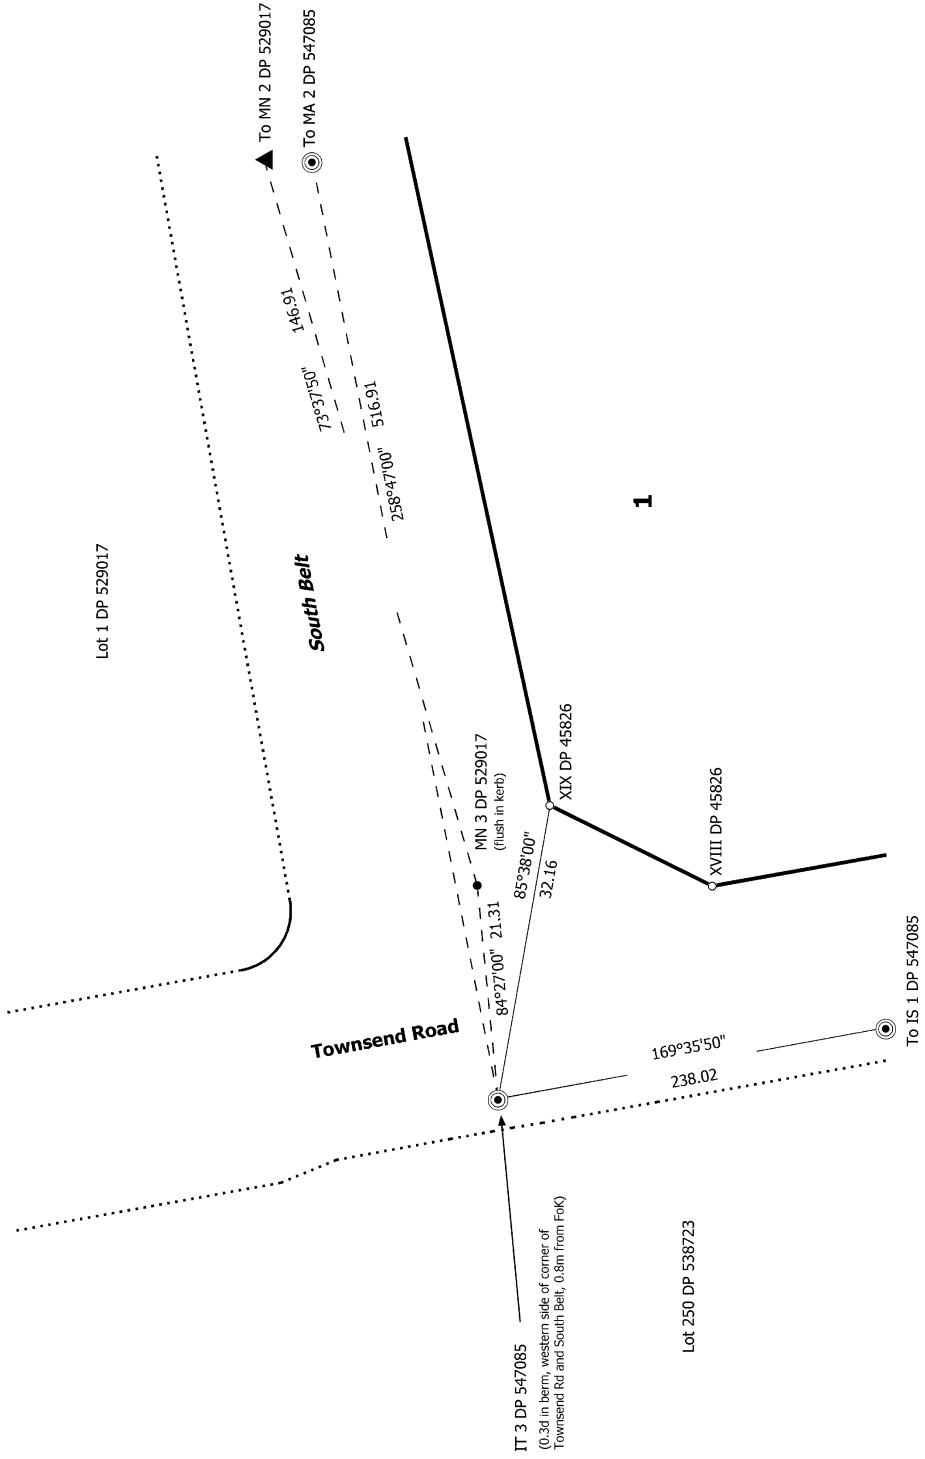 To MN 2 DP 529017
To MA 2 DP 547085
146.91
73°37'50"
516.91
258°47'00"
Lot 1 DP 529017
South Belt
1
MN 3 DP 529017
(flush in kerb)
XIX DP 45826
85°38'00"
32.16
XVIII DP 45826
84°27'00" 21.31
Townsend Road
169°35'50"
238.02
To IS 1 DP 547085
IT 3 DP 547085
(0.3d in berm, western side of corner of
Townsend Rd and South Belt, 0.8m from FoK)
Lot 250 DP 538723